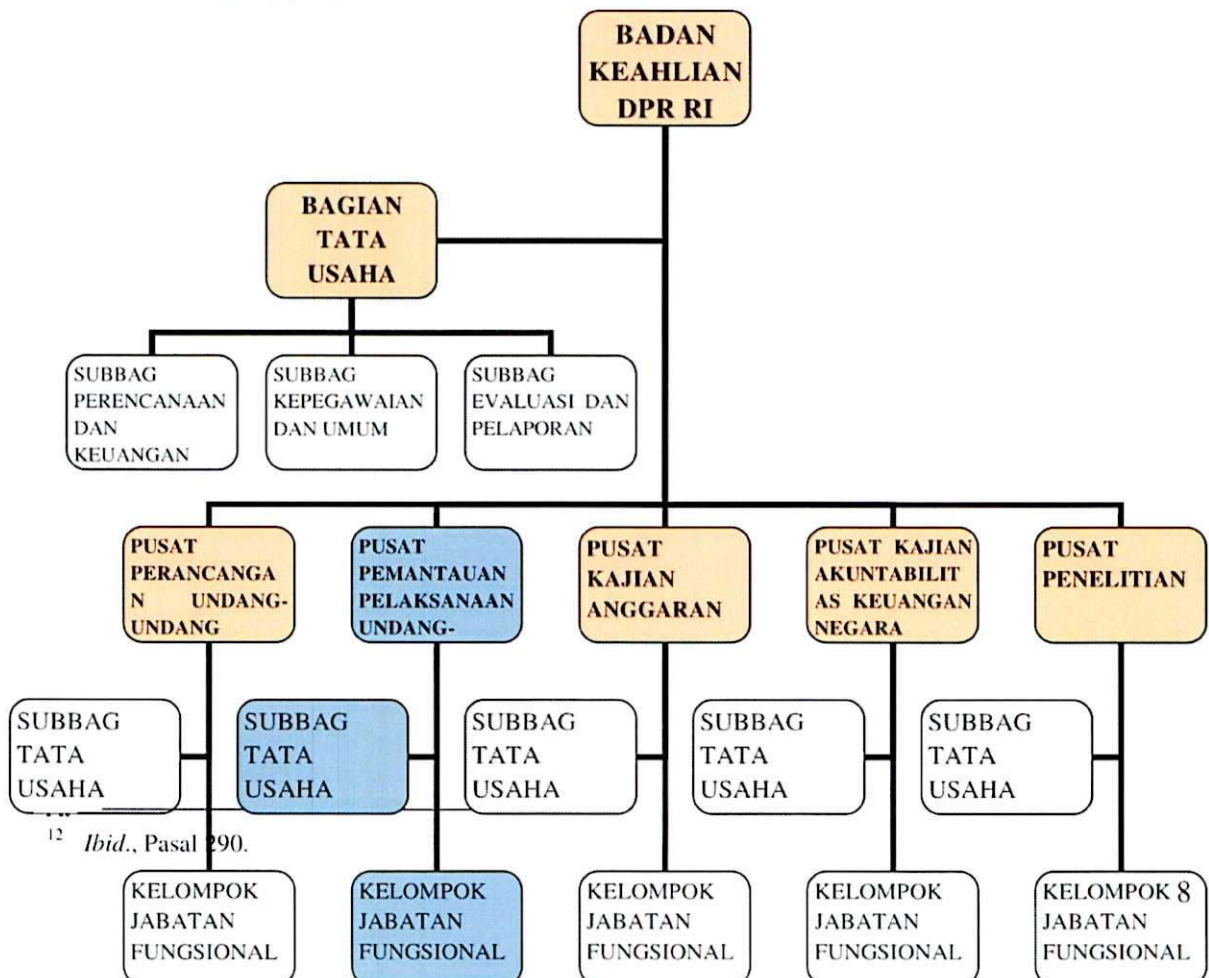 BADAN
KEAHLIAN
DPR RI
BAGIAN
TATA
USAHA
SUBBAG
PERENCANAAN
DAN
KEUANGAN
SUBBAG
KEPEGAWAIAN
DAN UMUM
SUBBAG
EVALUASI DAN
PELAPORAN
PUSAT
PERANCANGA
N UNDANG-
UNDANG
PUSAT
PEMANTAUAN
PELAKSANAAN
UNDANG-
PUSAT
KAJIAN
ANGGARAN
PUSAT KAJIAN
AKUNTABILIT
AS KEUANGAN
NEGARA
PUSAT
PENELITIAN
SUBBAG
TATA
USAHA
SUBBAG
TATA
USAHA
SUBBAG
TATA
USAHA
SUBBAG
TATA
USAHA
SUBBAG
TATA
USAHA
12 Ibid., Pasal 290.
KELOMPOK
JABATAN
FUNGSIONAL
KELOMPOK
JABATAN
FUNGSIONAL
KELOMPOK
JABATAN
FUNGSIONAL
KELOMPOK
JABATAN
FUNGSIONAL
KELOMPOK 8
JABATAN
FUNGSIONAL